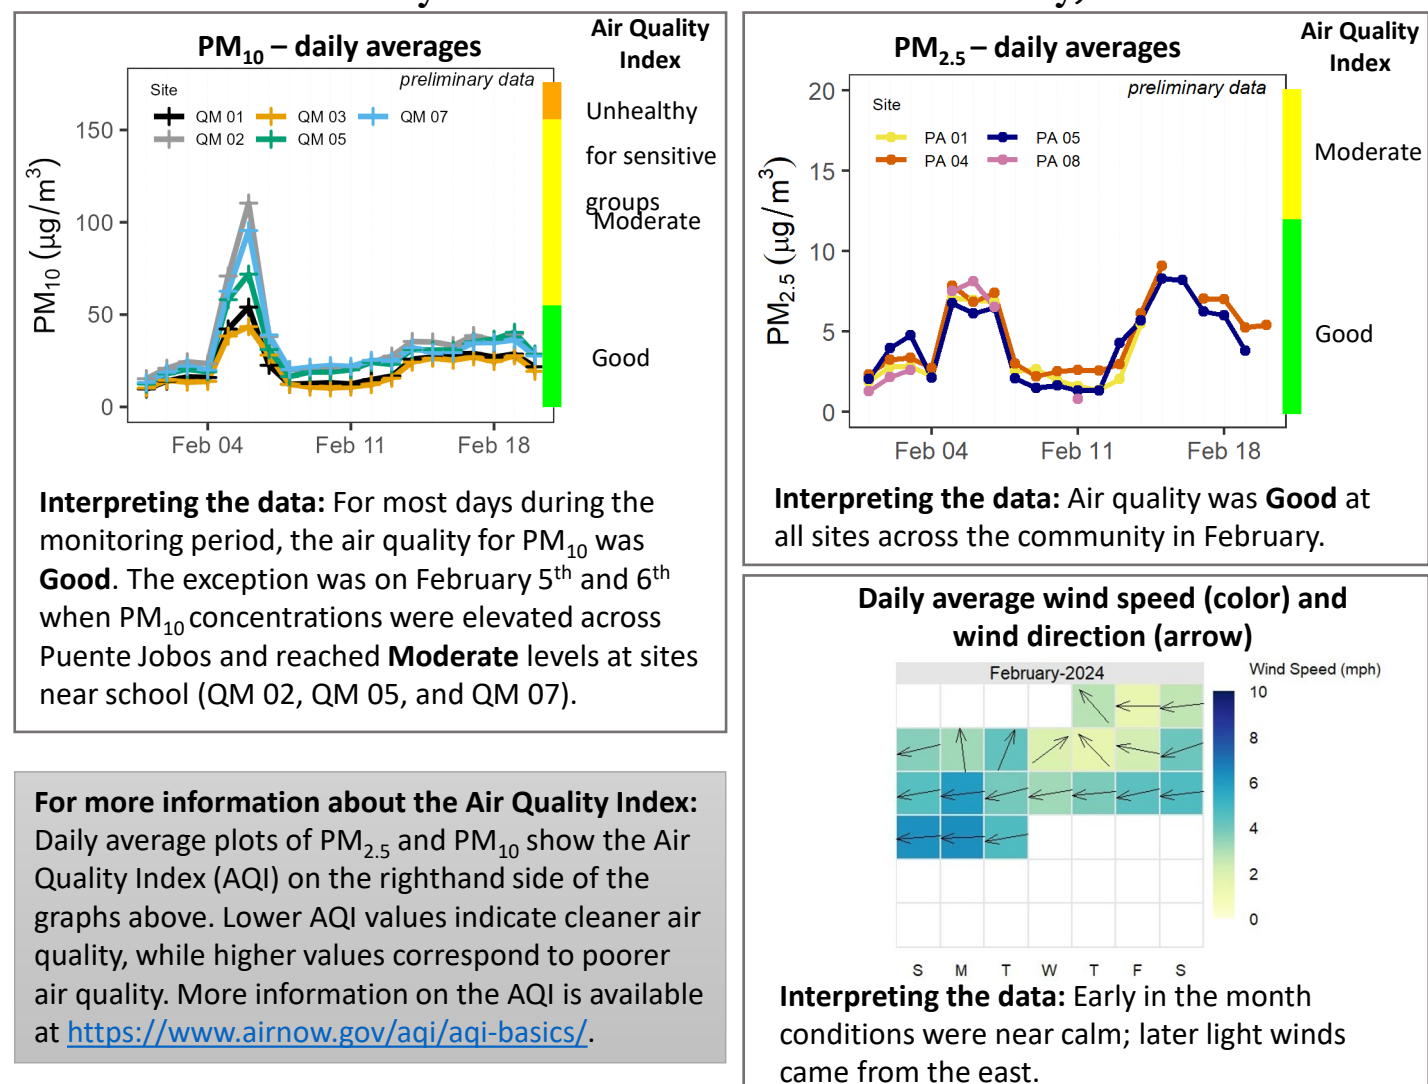 PM10 – daily averages
Air Quality
Index
preliminary data
Site
QM 01
QM 03
QM 07
QM 02
QM 05
PM10 (µg/m3)
150
100
50
0
Feb 04
Feb 11
Feb 18
Unhealthy
for sensitive
groups
Moderate
Good
Interpreting the data: For most days during the
monitoring period, the air quality for PM10 was
Good. The exception was on February 5th and 6th
when PM10 concentrations were elevated across
Puente Jobos and reached Moderate levels at sites
near school (QM 02, QM 05, and QM 07).
For more information about the Air Quality Index:
Daily average plots of PM2.5 and PM10 show the Air
Quality Index (AQI) on the righthand side of the
graphs above. Lower AQI values indicate cleaner air
quality, while higher values correspond to poorer
air quality. More information on the AQI is available
at https://www.airnow.gov/aqi/aqi-basics/.
PM2.5 – daily averages
Air Quality
Index
preliminary data
Site
PA 01
PA 05
PA 04
PA 08
PM2.5 (µg/m3)
20
15
10
5
0
Feb 04
Feb 11
Feb 18
Moderate
Good
Interpreting the data: Air quality was Good at
all sites across the community in February.
Daily average wind speed (color) and
wind direction (arrow)
February-2024
Wind Speed (mph)
10
8
6
4
2
0
S M T W T F S
Interpreting the data: Early in the month
conditions were near calm; later light winds
came from the east.